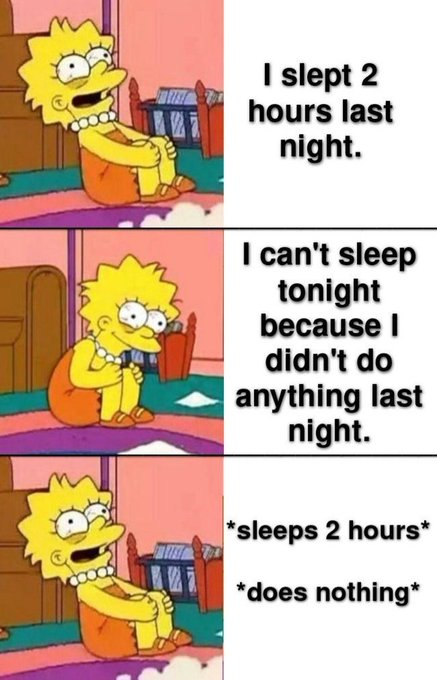 I slept 2
hours last
night.
I can't sleep
tonight
because I
didn't do
anything last
night.
*sleeps 2 hours*
*does nothing*